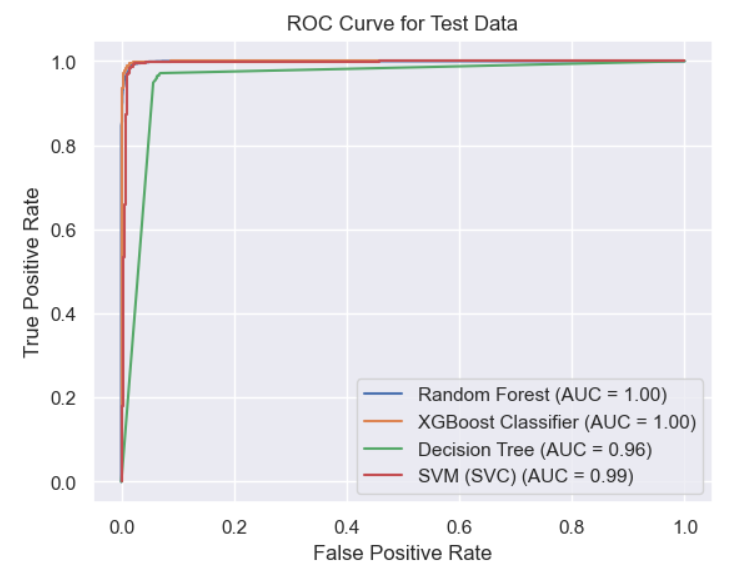 ROC Curve for Test Data
True Positive Rate
1.0
0.8
0.6
0.4
0.2
0.0
Random Forest (AUC = 1.00)
XGBoost Classifier (AUC = 1.00)
Decision Tree (AUC = 0.96)
SVM (SVC) (AUC = 0.99)
0.0 0.2 0.4 0.6 0.8 1.0
False Positive Rate